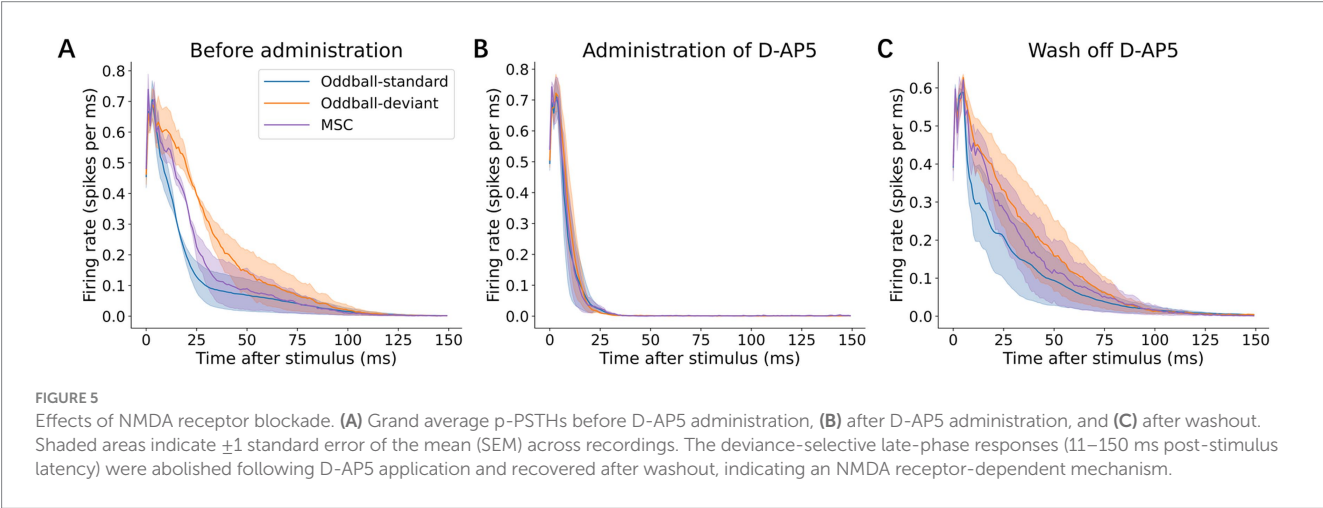 A
Before administration
Firing rate (spikes per ms)
0.8
0.7
0.6
0.5
0.4
0.3
0.2
0.1
0.0
Oddball-standard
Oddball-deviant
MSC
0 25 50 75 100 125 150
Time after stimulus (ms)
B
Administration of D-AP5
Firing rate (spikes per ms)
0.8
0.7
0.6
0.5
0.4
0.3
0.2
0.1
0.0
0 25 50 75 100 125 150
Time after stimulus (ms)
C
Wash off D-AP5
Firing rate (spikes per ms)
0.6
0.5
0.4
0.3
0.2
0.1
0.0
0 25 50 75 100 125 150
Time after stimulus (ms)
FIGURE 5
Effects of NMDA receptor blockade. (A) Grand average p-PSTHs before D-AP5 administration, (B) after D-AP5 administration, and (C) after washout.
Shaded areas indicate ±1 standard error of the mean (SEM) across recordings. The deviance-selective late-phase responses (11–150 ms post-stimulus
latency) were abolished following D-AP5 application and recovered after washout, indicating an NMDA receptor-dependent mechanism.